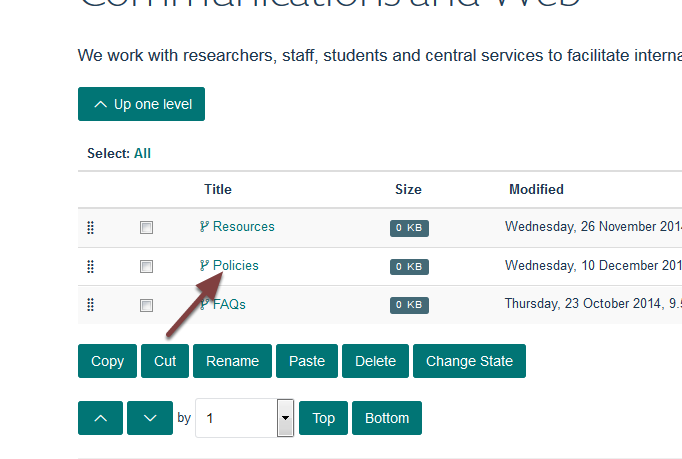 Communications and Web
We work with researchers, staff, students and central services to facilitate interna
Up one level
Select: All
Title Size Modified
Resources 0 KB Wednesday, 26 November 2014
Policies 0 KB Wednesday, 10 December 201
FAQs 0 KB Thursday, 23 October 2014, 9.5
Copy Cut Rename Paste Delete Change State
by 1 Top Bottom